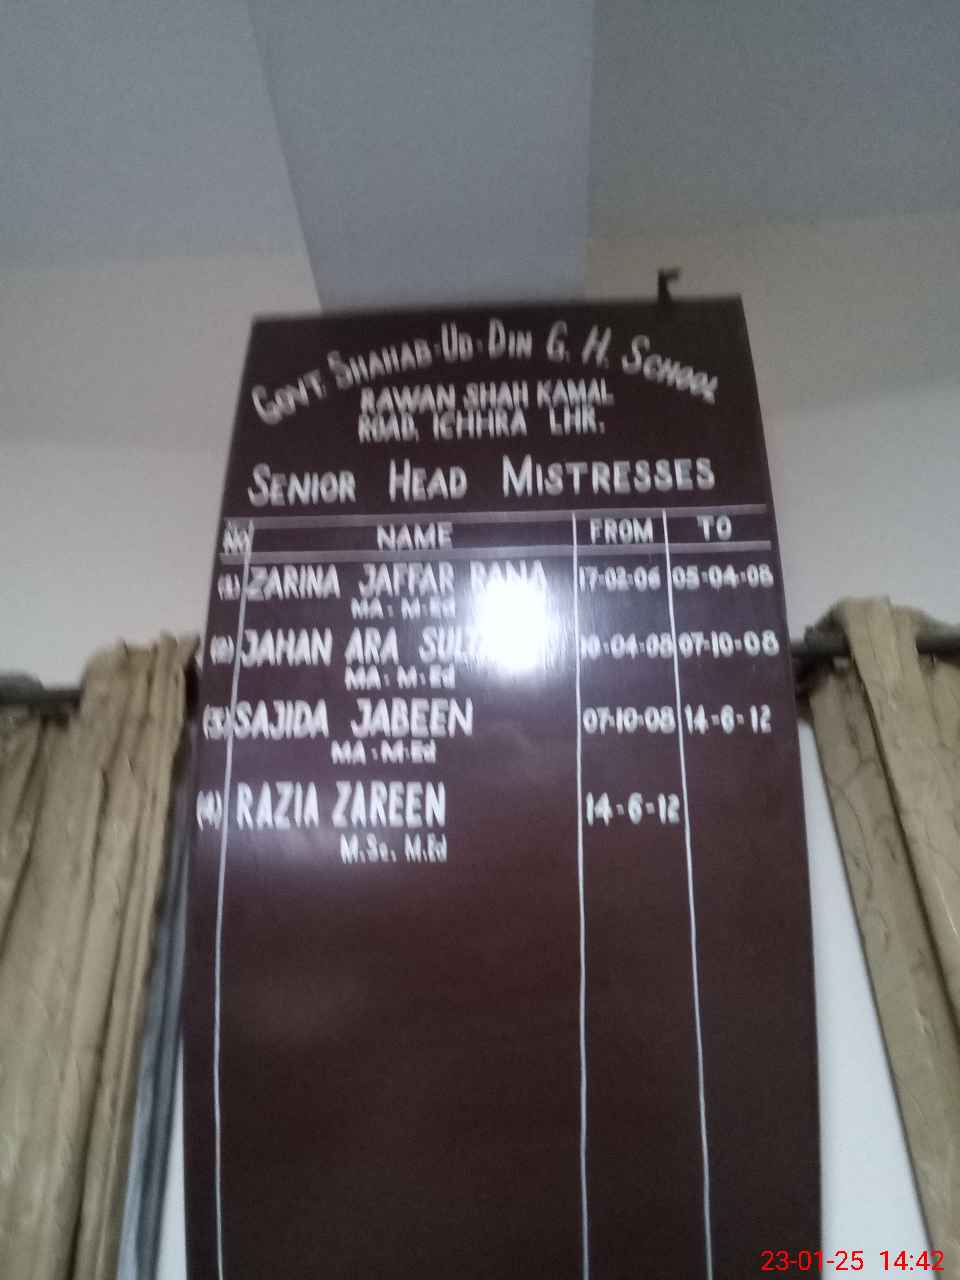 GOVT. SHAHAB-UD-DIN G. H. SCHOOL
RAWAN SHAH KAMAL
ROAD, ICHHRA LHR.
SENIOR HEAD MISTRESSES
NAME FROM TO
(1) ZARINA JAFFAR RANA 17-02-06 05-04-08
MA. M-Ed
(2) JAHAN ARA 10-04-08 07-10-08
MA. M-Ed
(3) SAJIDA JABEEN 07-10-08 14-6-12
MA. M-Ed
(4) RAZIA ZAREEN 14-6-12
M.Sc. M.Ed
23-01-25 14:42